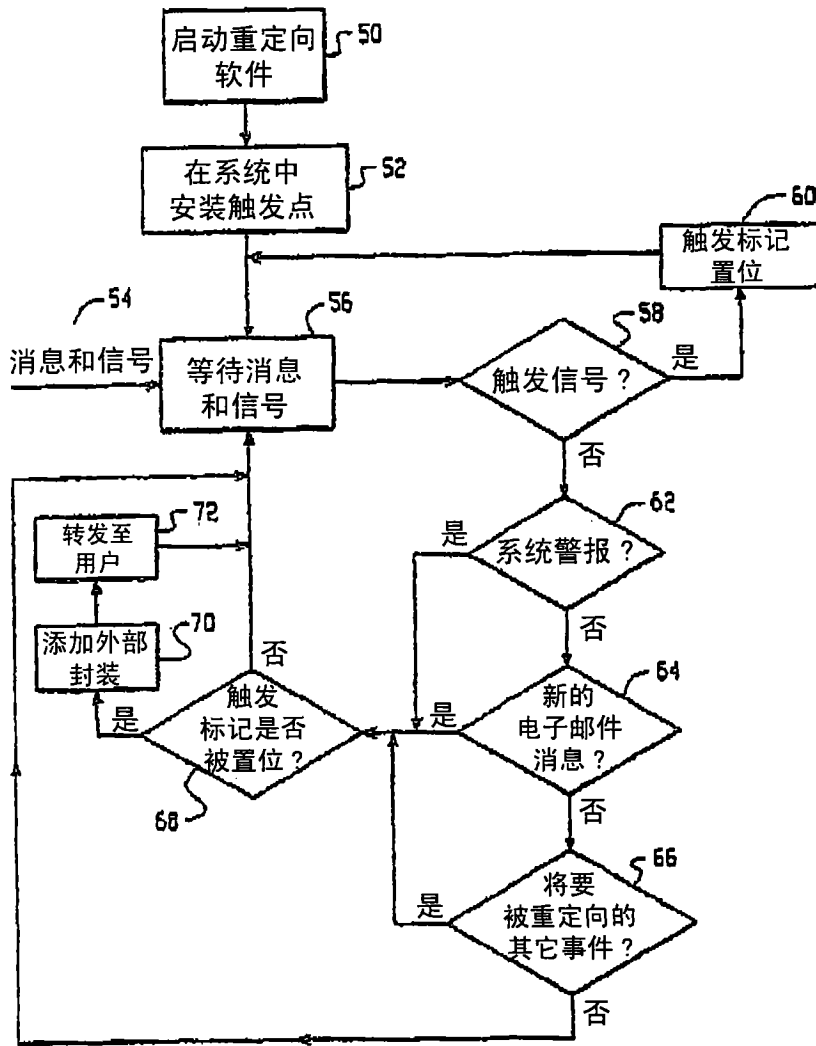 启动重定向
软件
50
在系统中
安装触发点
52
60
触发标记
置位
54
消息和信号
56
等待消息
和信号
58
触发信号？
是
否
62
系统警报？
是
否
72
转发至
用户
70
添加外部
封装
64
新的
电子邮件
消息？
是
否
触发
标记是否
被置位？
否
是
68
66
将要
被重定向的
其它事件？
是
否